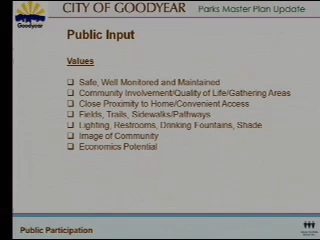 CITY OF GOODYEAR
Parks Master Plan Update
Goodyear
Public Input
Values
Safe, Well Monitored and Maintained
Community Involvement/Quality of Life/Gathering Areas
Close Proximity to Home/Convenient Access
Fields, Trails, Sidewalks/Pathways
Lighting, Restrooms, Drinking Fountains, Shade
Image of Community
Economics Potential
Public Participation